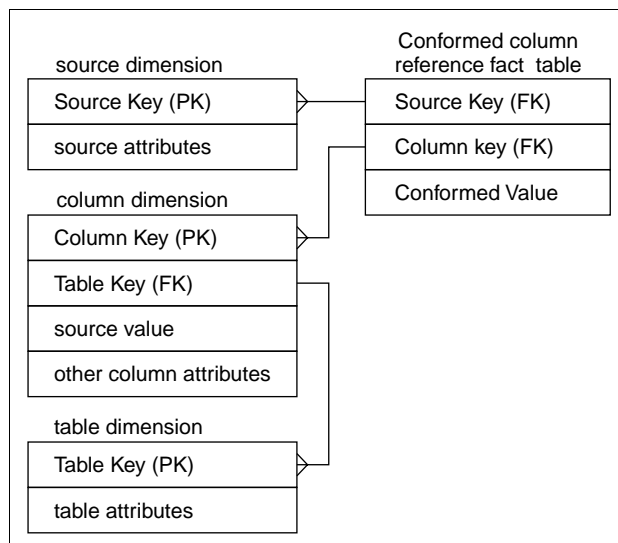 source dimension
Source Key (PK)
source attributes
column dimension
Column Key (PK)
Table Key (FK)
source value
other column attributes
table dimension
Table Key (PK)
table attributes
Conformed column
reference fact table
Source Key (FK)
Column key (FK)
Conformed Value